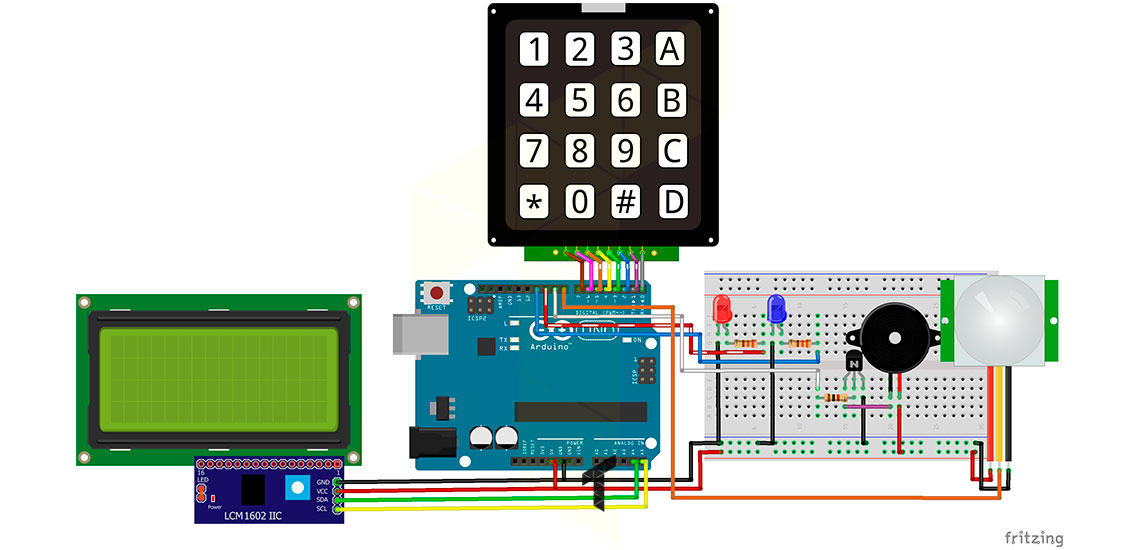 1 2 3 A
4 5 6 B
7 8 9 C
* 0 # D
RESET
ICSP2
L
TX
RX
DIGITAL (PWM~)
ON
Arduino™
ICSP
POWER
ANALOG IN
16
LED
1
GND
VCC
SDA
SCL
Power
LCM1602 IIC
N
fritzing